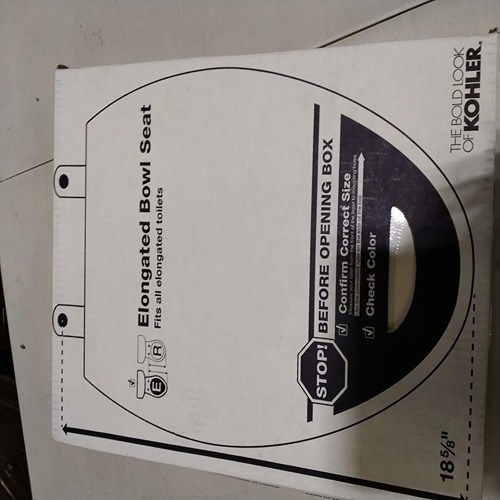 Elongated Bowl Seat
Fits all elongated toilets
E R
STOP! BEFORE OPENING BOX
Confirm Correct Size
Check Color
18 5/8"
THE BOLD LOOK
OF KOHLER.